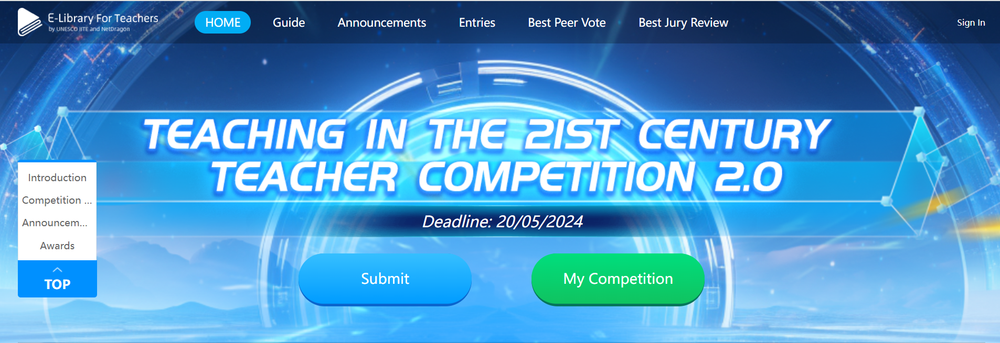 E-Library For Teachers
by UNESCO IITE and NetDragon
HOME
Guide
Announcements
Entries
Best Peer Vote
Best Jury Review
Sign In
TEACHING IN THE 21ST CENTURY
TEACHER COMPETITION 2.0
Deadline: 20/05/2024
Submit
My Competition
Introduction
Competition ...
Announcem...
Awards
TOP